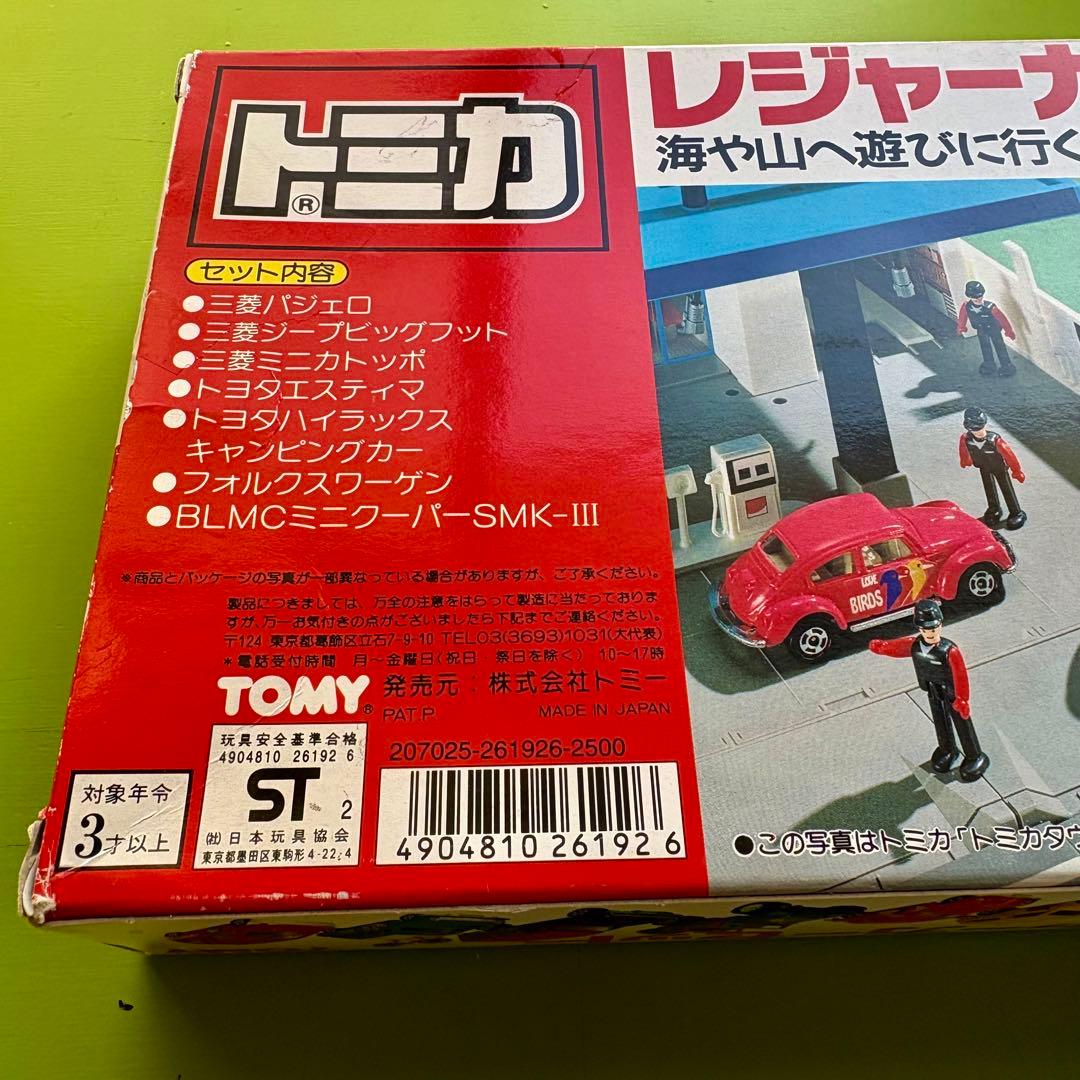 トミカ®
セット内容
●三菱パジェロ
●三菱ジープビッグフット
●三菱ミニカトッポ
●トヨタエスティマ
●トヨタハイラックス
キャンピングカー
●フォルクスワーゲン
●BLMCミニクーパーSMK-III
*商品とパッケージの写真が一部異なっている場合がありますが、ご了承ください。
製品につきましては、万全の注意をはらって製造に当たっておりま
すが、万一お気付きの点がございましたら下記までご連絡ください。
〒124 東京都葛飾区立石7-9-10 TEL03(3693)1031(大代表)
*電話受付時間 月〜金曜日(祝日・祭日を除く) 10〜17時
TOMY® 発売元:株式会社トミー
PAT.P. MADE IN JAPAN
玩具安全基準合格
4904810 26192 6
ST 2
(社)日本玩具協会
東京都墨田区東駒形4-22-4
対象年令
3才以上
207025-261926-2500
4904810 261926
レジャーカ
海や山へ遊びに行く
LOVE
BIRDS
●この写真はトミカ「トミカタウ